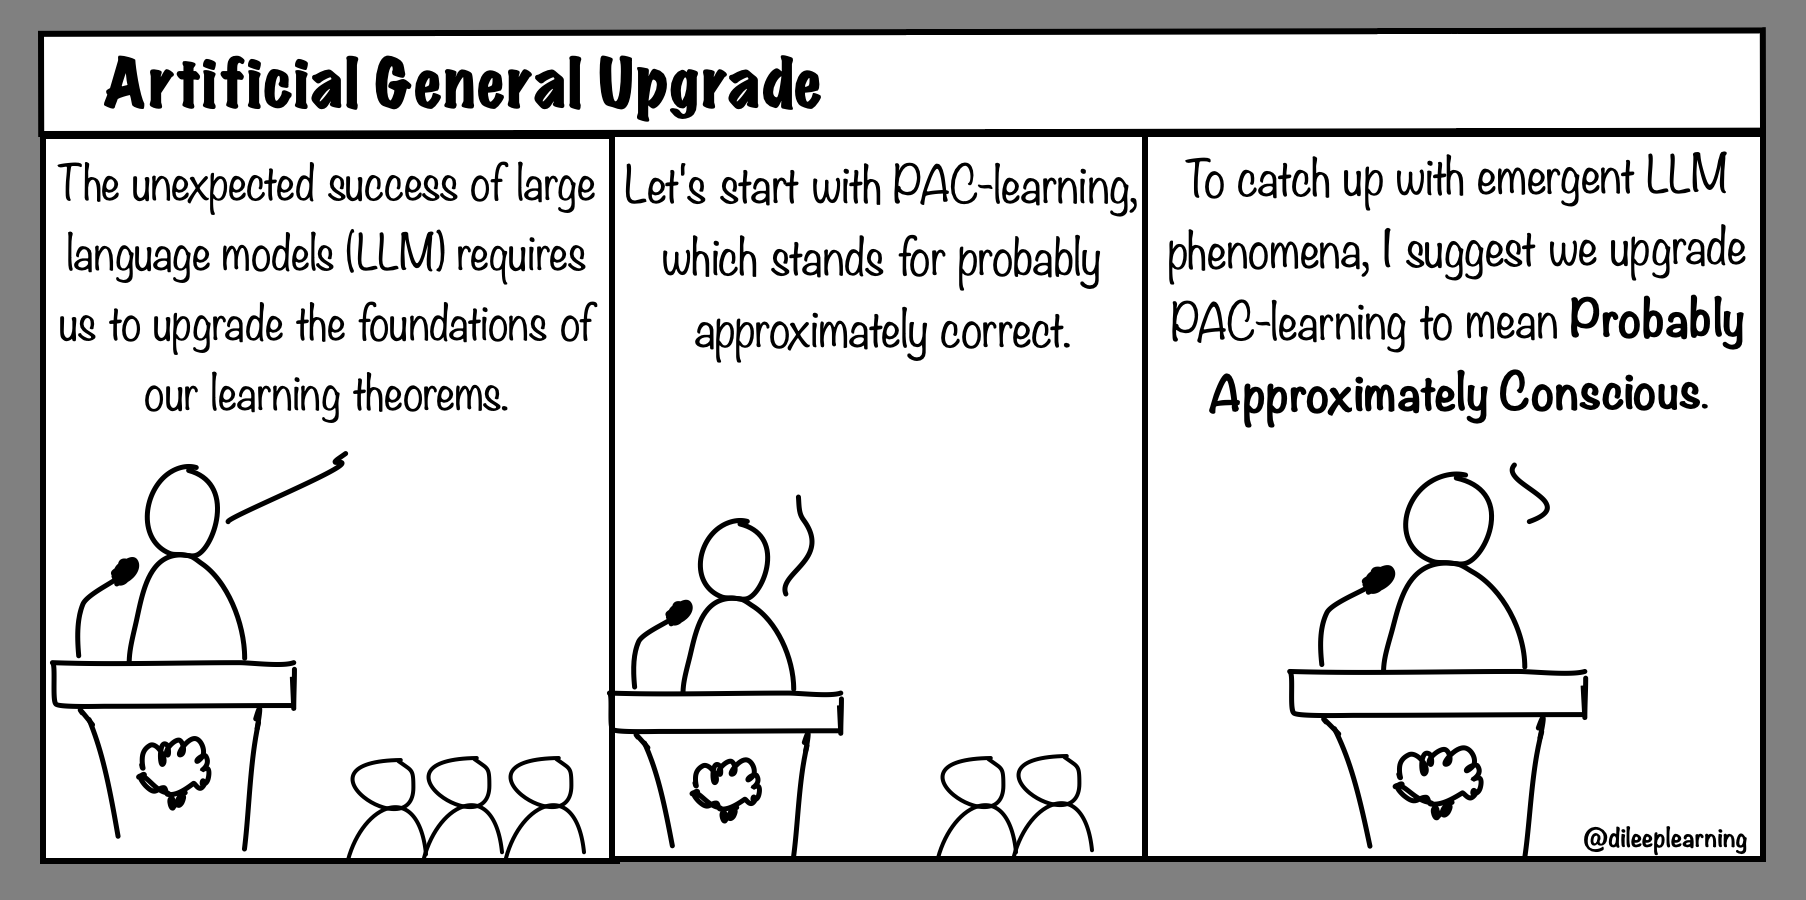 Artificial General Upgrade
The unexpected success of large
language models (LLM) requires
us to upgrade the foundations of
our learning theorems.
Let's start with PAC-learning,
which stands for probably
approximately correct.
To catch up with emergent LLM
phenomena, I suggest we upgrade
PAC-learning to mean Probably
Approximately Conscious.
@dileeplearning